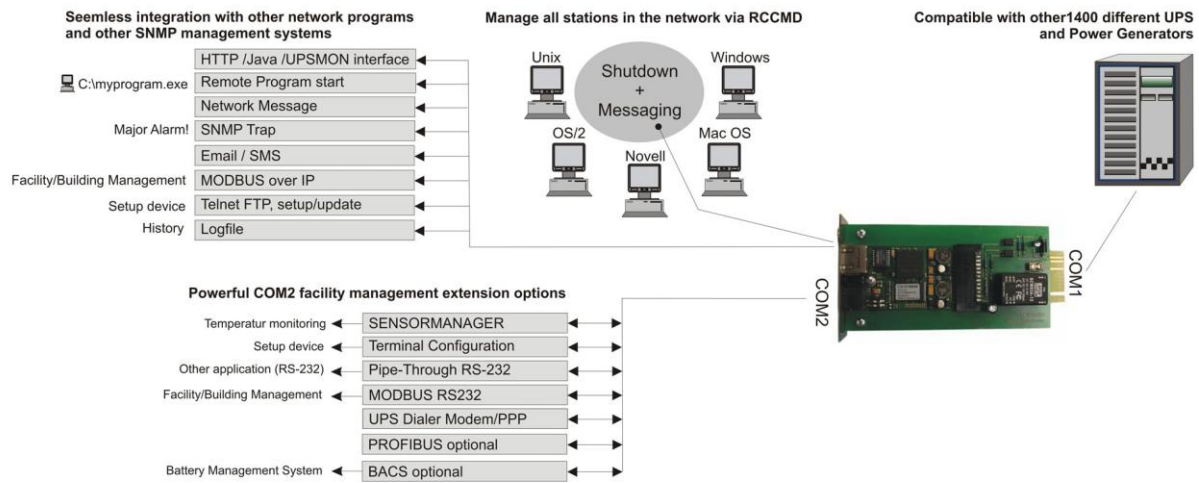 Seemless integration with other network programs
and other SNMP management systems
HTTP /Java /UPSMON interface
C:\myprogram.exe Remote Program start
Network Message
Major Alarm! SNMP Trap
Email / SMS
Facility/Building Management MODBUS over IP
Setup device Telnet FTP, setup/update
History Logfile
Manage all stations in the network via RCCMD
Unix
Windows
Shutdown
+
Messaging
OS/2
Mac OS
Novell
Compatible with other1400 different UPS
and Power Generators
COM1
COM2
Powerful COM2 facility management extension options
Temperatur monitoring SENSORMANAGER
Setup device Terminal Configuration
Other application (RS-232) Pipe-Through RS-232
Facility/Building Management MODBUS RS232
UPS Dialer Modem/PPP
PROFIBUS optional
Battery Management System BACS optional